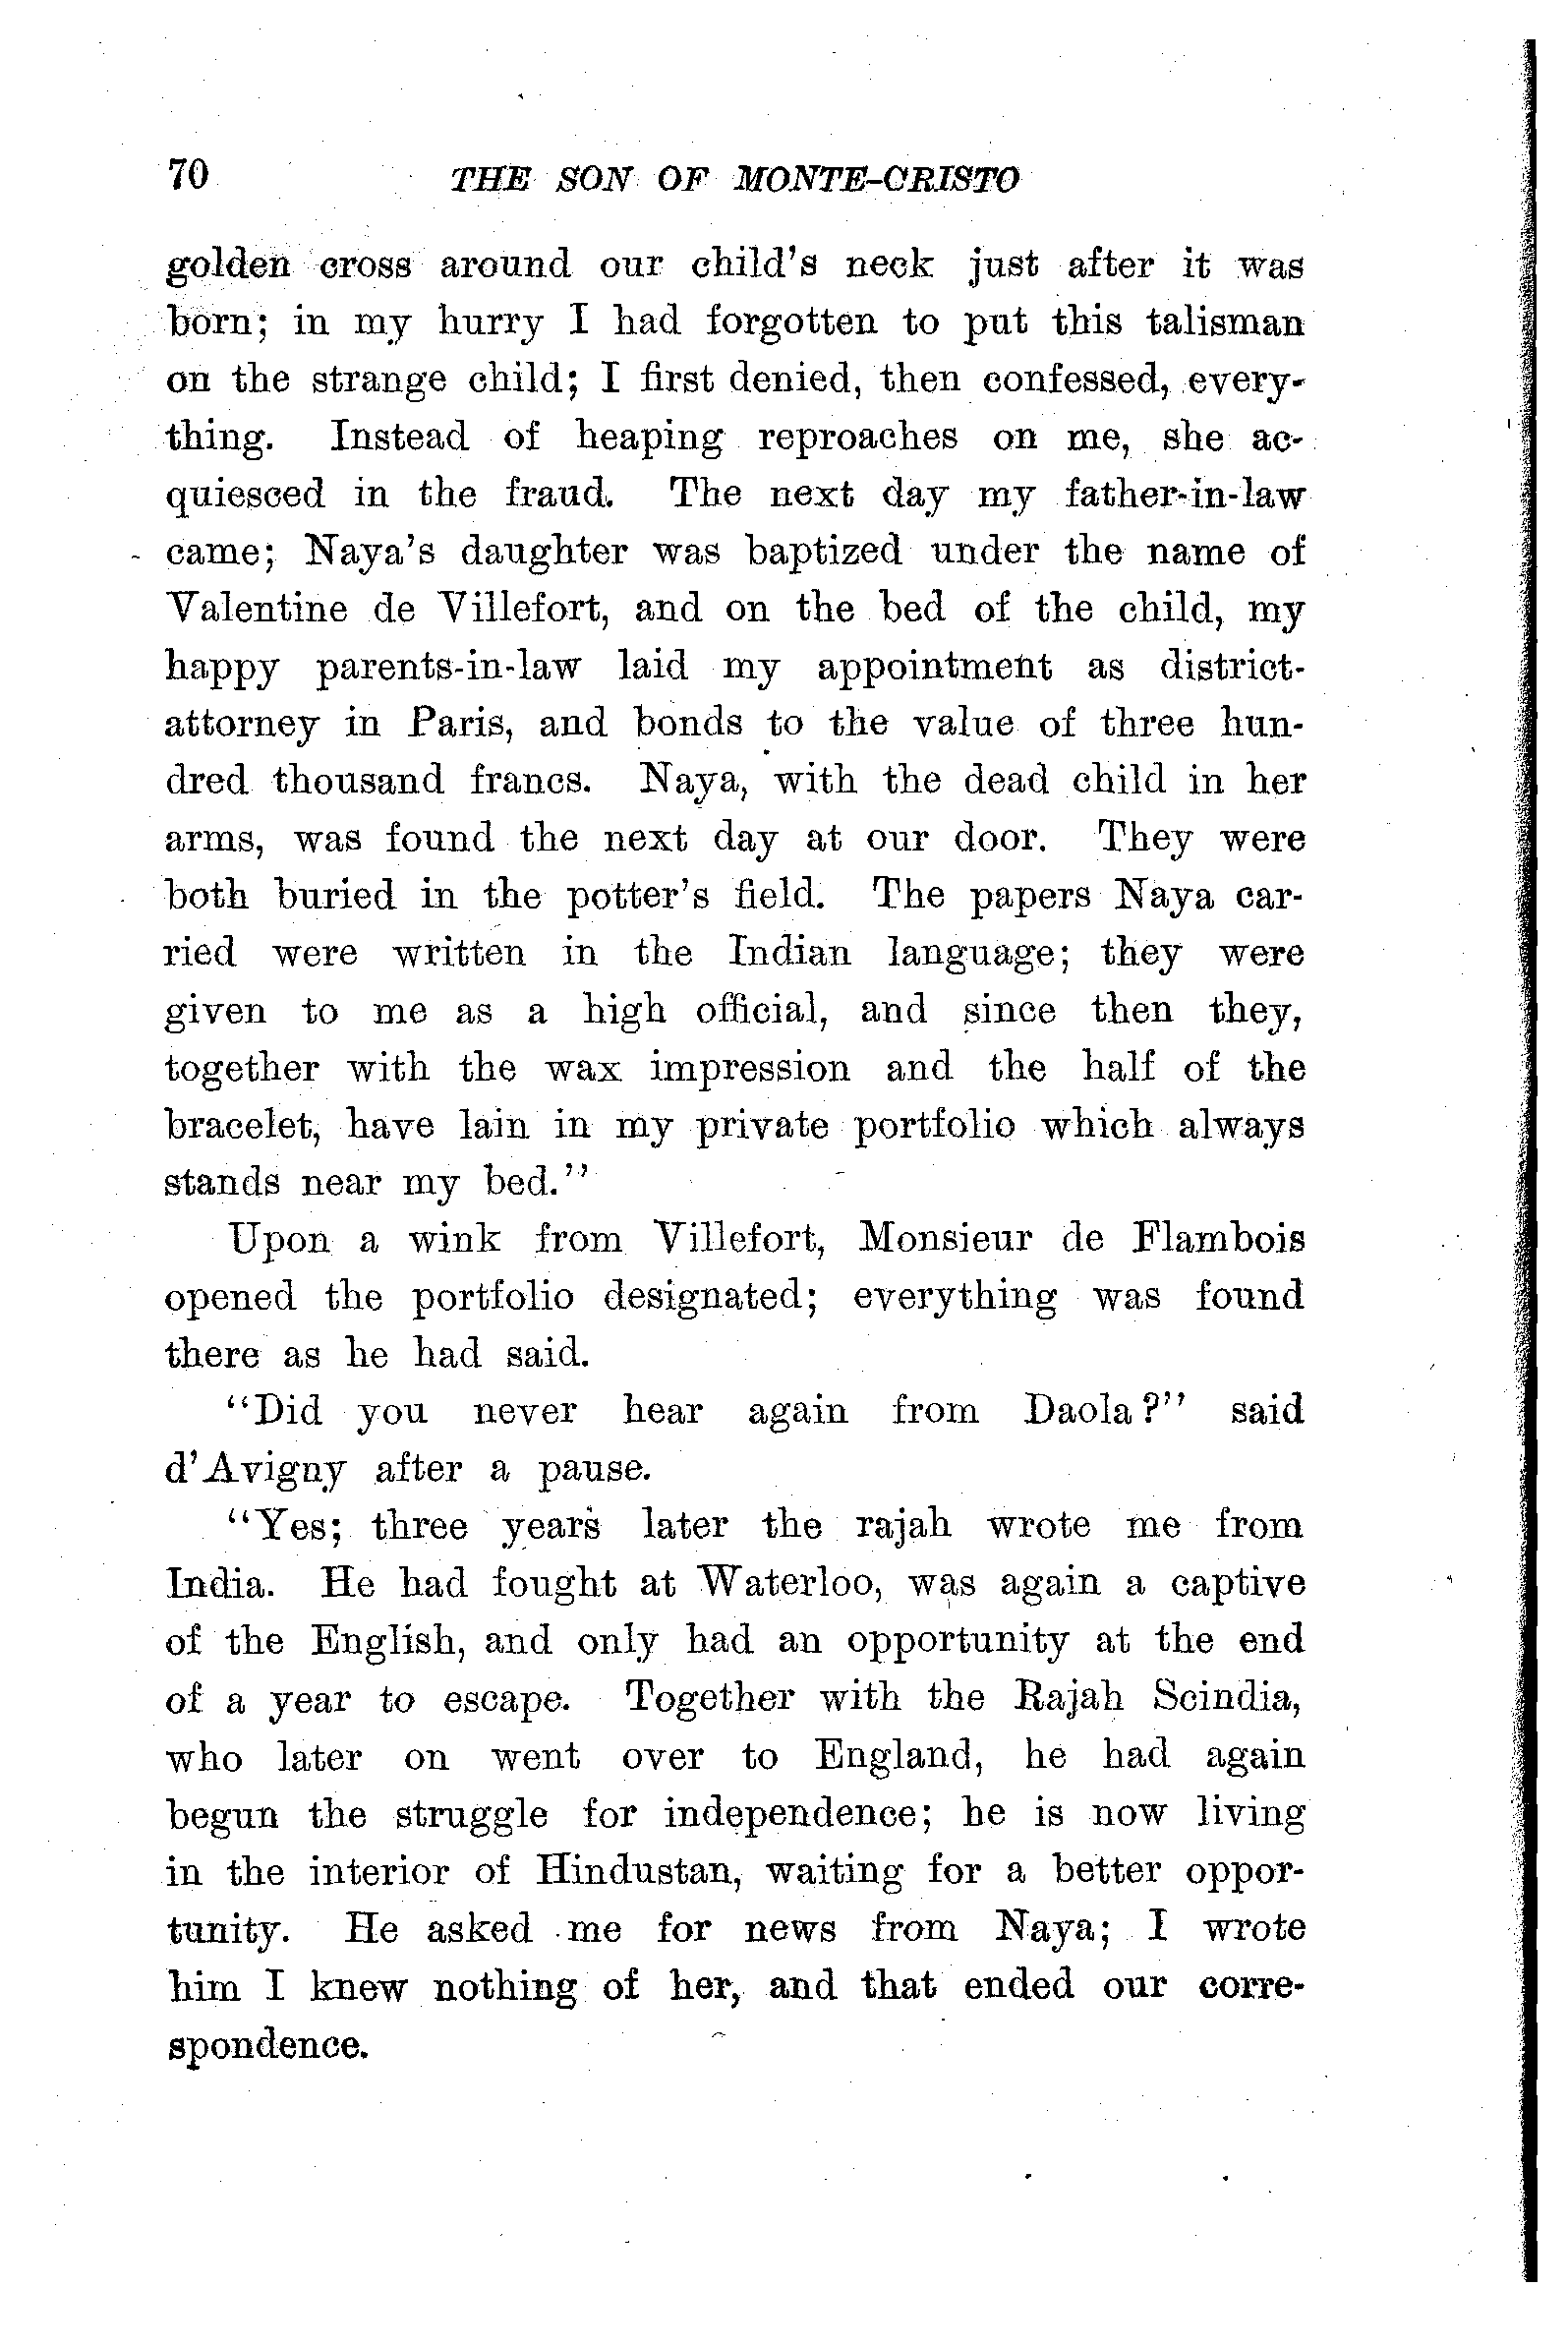 70 THE SON OF MONTE-CRISTO
golden cross around our child's neck just after it was
born; in my hurry I had forgotten to put this talisman
on the strange child; I first denied, then confessed, every-
thing. Instead of heaping reproaches on me, she ac-
quiesced in the fraud. The next day my father-in-law
came; Naya's daughter was baptized under the name of
Valentine de Villefort, and on the bed of the child, my
happy parents-in-law laid my appointment as district-
attorney in Paris, and bonds to the value of three hun-
dred thousand francs. Naya, with the dead child in her
arms, was found the next day at our door. They were
both buried in the potter's field. The papers Naya car-
ried were written in the Indian language; they were
given to me as a high official, and since then they,
together with the wax impression and the half of the
bracelet, have lain in my private portfolio which always
stands near my bed."
Upon a wink from Villefort, Monsieur de Flambois
opened the portfolio designated; everything was found
there as he had said.
"Did you never hear again from Daola?" said
d'Avigny after a pause.
"Yes; three years later the rajah wrote me from
India. He had fought at Waterloo, was again a captive
of the English, and only had an opportunity at the end
of a year to escape. Together with the Rajah Scindia,
who later on went over to England, he had again
begun the struggle for independence; he is now living
in the interior of Hindustan, waiting for a better oppor-
tunity. He asked me for news from Naya; I wrote
him I knew nothing of her, and that ended our corre-
spondence.